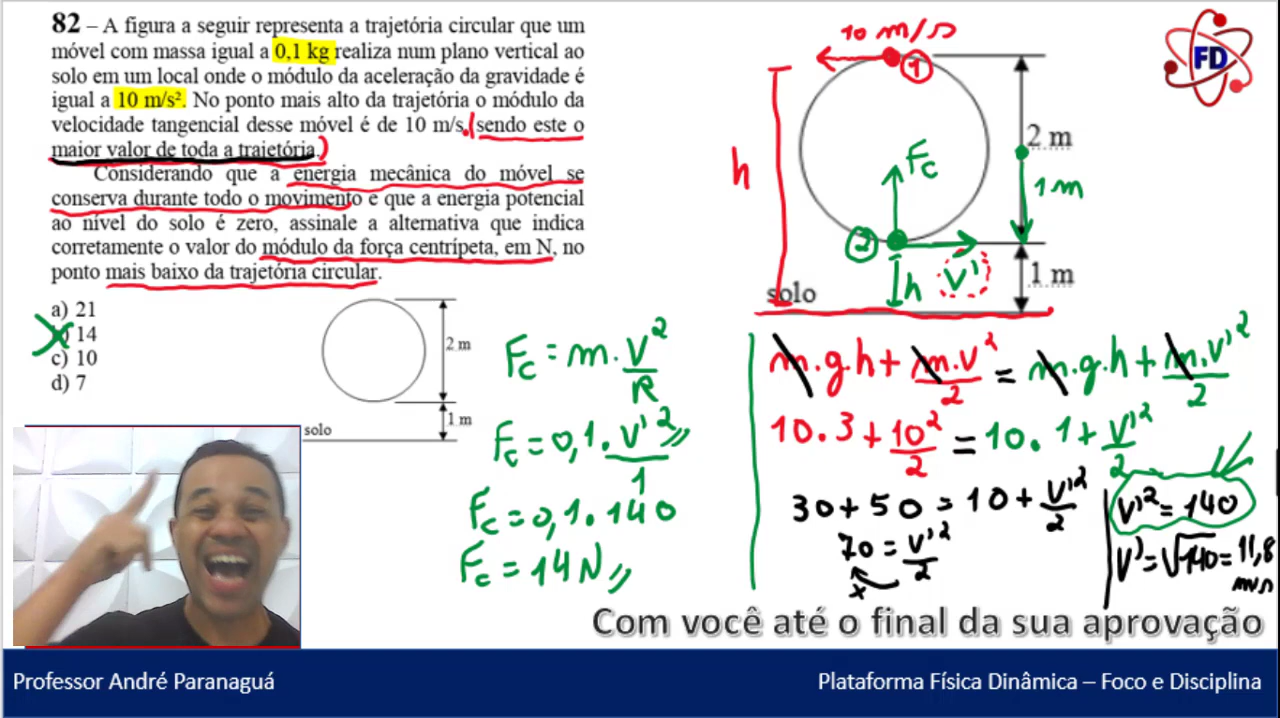 82 – A figura a seguir representa a trajetória circular que um
móvel com massa igual a 0,1 kg realiza num plano vertical ao
solo em um local onde o módulo da aceleração da gravidade é
igual a 10 m/s². No ponto mais alto da trajetória o módulo da
velocidade tangencial desse móvel é de 10 m/s, (sendo este o
maior valor de toda a trajetória.)
Considerando que a energia mecânica do móvel se
conserva durante todo o movimento e que a energia potencial
ao nível do solo é zero, assinale a alternativa que indica
corretamente o valor do módulo da força centrípeta, em N, no
ponto mais baixo da trajetória circular.
a) 21
b) 14
c) 10
d) 7
2 m
1 m
solo
10 m/s
1
FD
2 m
h
Fc
1 m
2
h
V'
1 m
solo
Fc = m. V²/R
Fc = 0,1. V'²/1
Fc = 0,1. 140
Fc = 14 N
m.g.h + m.v²/2 = m.g.h + m.v'²/2
10.3 + 10²/2 = 10.1 + V'²/2
30 + 50 = 10 + V'²/2
70 = V'²/2
x
V'² = 140
V' = √140 = 11,8
m/s
Com você até o final da sua aprovação
Professor André Paranaguá
Plataforma Física Dinâmica – Foco e Disciplina